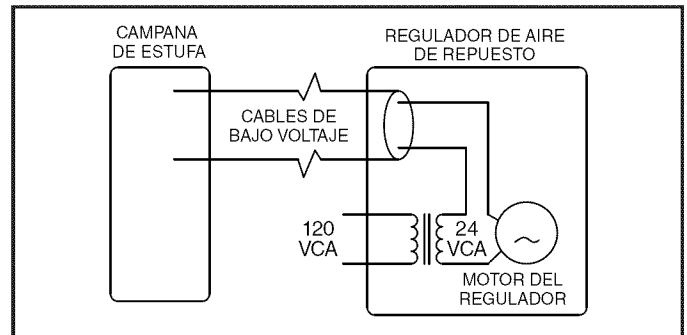 CAMPANA
DE ESTUFA
REGULADOR DE AIRE
DE REPUESTO
CABLES DE
BAJO VOLTAJE
120
VCA
24
VCA
MOTOR DEL
REGULADOR